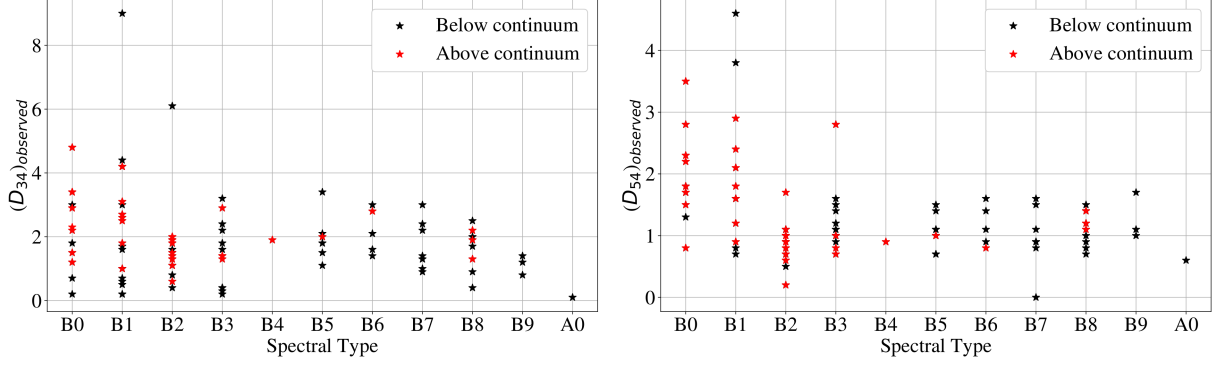 (D34)observed
8
6
4
2
0
Below continuum
Above continuum
B0 B1 B2 B3 B4 B5 B6 B7 B8 B9 A0
Spectral Type
(D54)observed
4
3
2
1
0
Below continuum
Above continuum
B0 B1 B2 B3 B4 B5 B6 B7 B8 B9 A0
Spectral Type